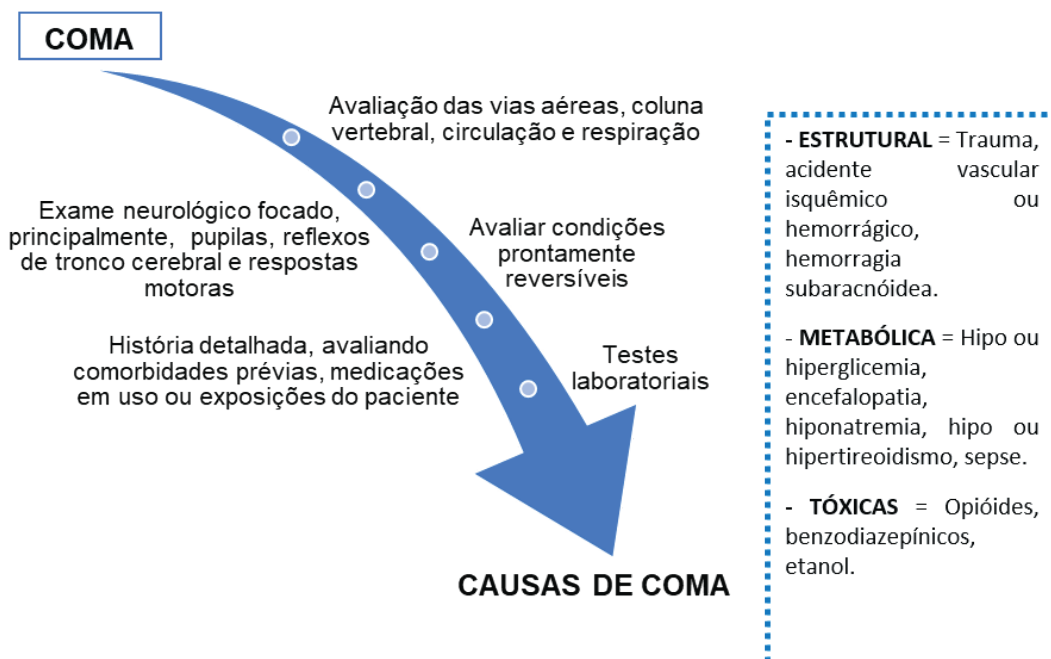 COMA
Avaliação das vias aéreas, coluna
vertebral, circulação e respiração
Exame neurológico focado,
principalmente, pupilas, reflexos
de tronco cerebral e respostas
motoras
Avaliar condições
prontamente
reversíveis
História detalhada, avaliando
comorbidades prévias, medicações
em uso ou exposições do paciente
Testes
laboratoriais
CAUSAS DE COMA
- ESTRUTURAL = Trauma,
acidente vascular
isquêmico ou
hemorrágico,
hemorragia
subaracnóidea.
- METABÓLICA = Hipo ou
hiperglicemia,
encefalopatia,
hiponatremia, hipo ou
hipertireoidismo, sepse.
- TÓXICAS = Opióides,
benzodiazepínicos,
etanol.